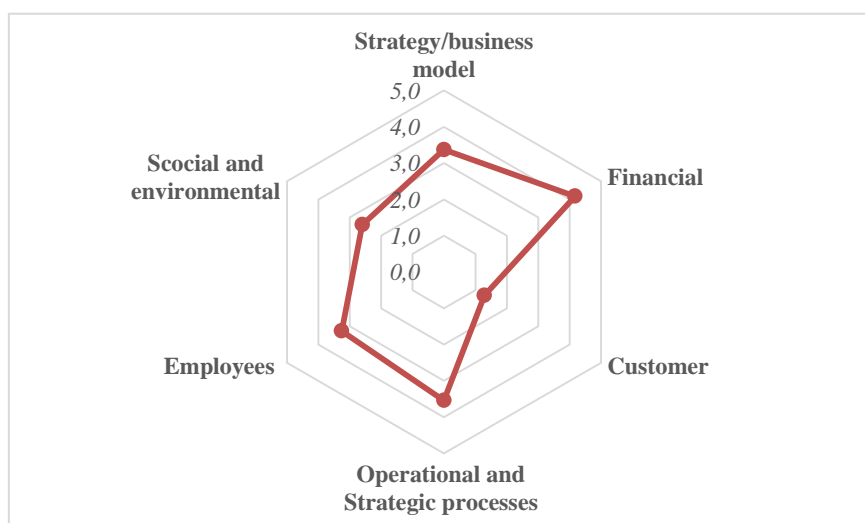 Strategy/business
model
5,0
4,0
3,0
2,0
1,0
0,0
Scocial and
environmental
Financial
Employees
Customer
Operational and
Strategic processes